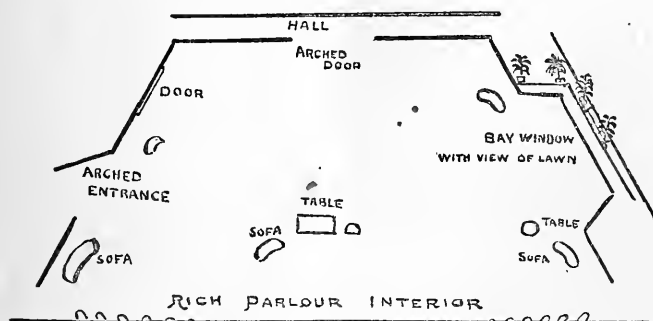 HALL
ARCHED
DOOR
DOOR
BAY WINDOW
WITH VIEW OF LAWN
ARCHED
ENTRANCE
TABLE
TABLE
SOFA
SOFA
SOFA
RICH PARLOUR INTERIOR